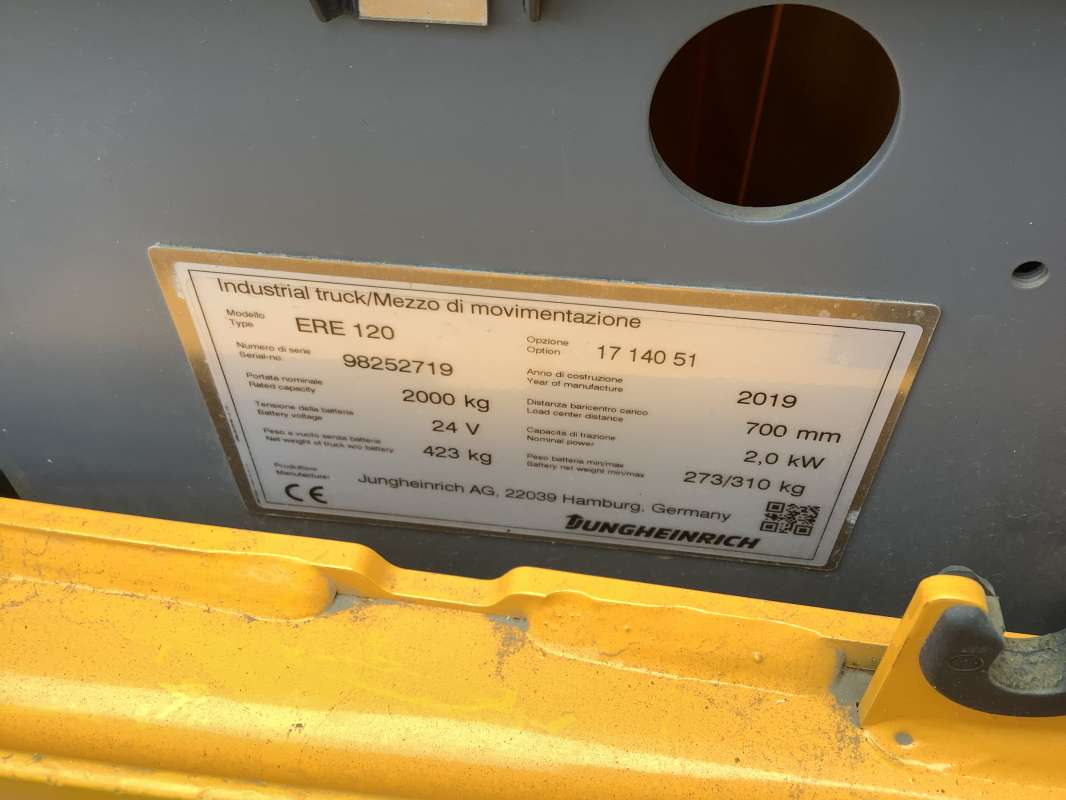 Industrial truck/Mezzo di movimentazione
Modello
Type
ERE 120
Opzione
Option
17 140 51
Numero di serie
Serial-no.
98252719
Anno di costruzione
Year of manufacture
2019
Portata nominale
Rated capacity
2000 kg
Distanza baricentro carico
Load center distance
700 mm
Tensione della batteria
Battery voltage
24 V
Capacita di trazione
Nominal power
2,0 kW
Peso a vuoto senza batteria
Net weight of truck w/o battery
423 kg
Peso batteria min/max
Battery net weight min/max
273/310 kg
Produttore
Manufacturer
Jungheinrich AG, 22039 Hamburg, Germany
CE
JUNGHEINRICH